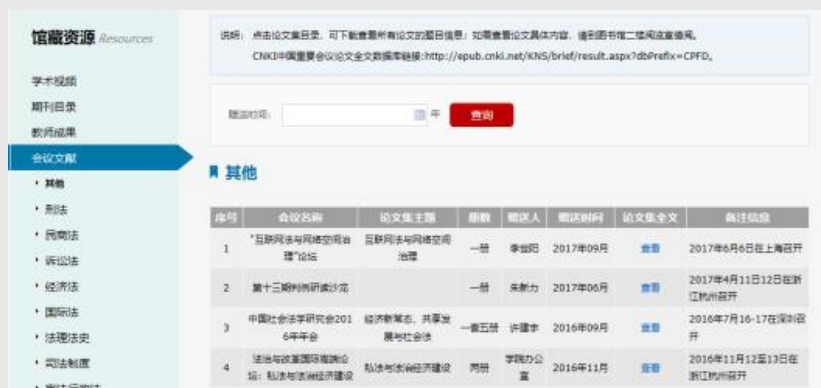 馆藏资源 Resources
说明：点击论文集目录，可下载查看所有论文的题目信息；如需查看论文具体内容，请到图书馆二楼阅览室借阅。
CNKI中国重要会议论文全文数据库链接:http://epub.cnki.net/KNS/brief/result.aspx?dbPrefix=CPFD。
学术视频
期刊目录
教师成果
会议文献
其他
刑法
民商法
诉讼法
经济法
国际法
法理法史
司法制度
宪法行政法
赠送时间： 年 查询
其他
序号 会议名称 论文集主题 册数 赠送人 赠送时间 论文集全文 备注信息
1 "互联网法与网络空间治 互联网法与网络空间 一册 李世阳 2017年09月 查看 2017年6月6日在上海召开
理"论坛 治理
2 第十三期判例研读沙龙 一册 朱新力 2017年06月 查看 2017年4月11日12日在浙
江杭州召开
3 中国社会法学研究会201 经济新常态、共享发 一套五册 许建宇 2016年09月 查看 2016年7月16-17在深圳召
6年年会 展与社会法 开
4 法治与改革国际高端论 私法与法治经济建设 两册 学院办公 2016年11月 查看 2016年11月12至13日在
坛：私法与法治经济建设 室 浙江杭州召开